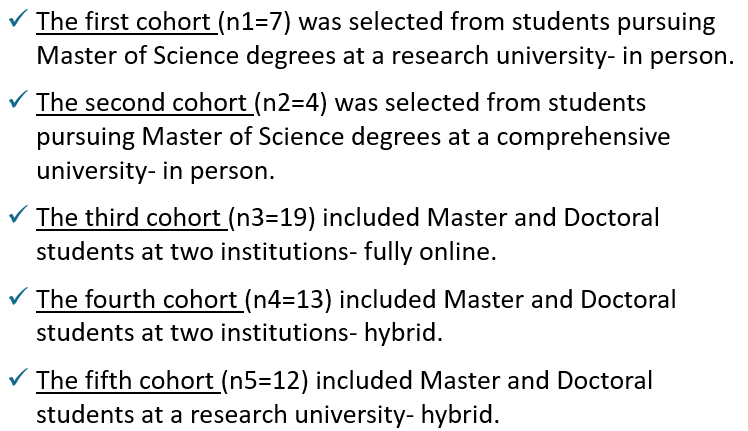 ✓ The first cohort (n1=7) was selected from students pursuing
Master of Science degrees at a research university- in person.
✓ The second cohort (n2=4) was selected from students
pursuing Master of Science degrees at a comprehensive
university- in person.
✓ The third cohort (n3=19) included Master and Doctoral
students at two institutions- fully online.
✓ The fourth cohort (n4=13) included Master and Doctoral
students at two institutions- hybrid.
✓ The fifth cohort (n5=12) included Master and Doctoral
students at a research university- hybrid.